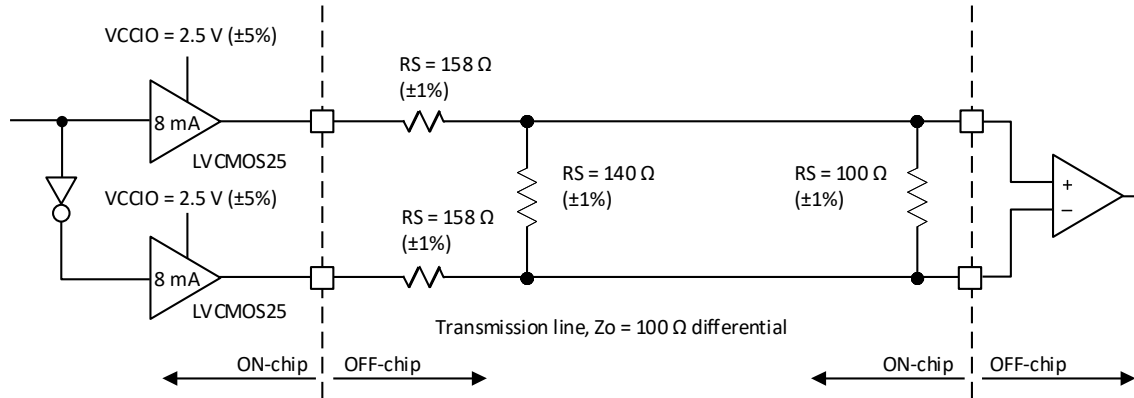 VCCIO = 2.5 V (±5%)
RS = 158 Ω
(±1%)
8 mA
LVCMOS25
RS = 140 Ω
(±1%)
RS = 100 Ω
(±1%)
+
–
VCCIO = 2.5 V (±5%)
RS = 158 Ω
(±1%)
8 mA
LVCMOS25
Transmission line, Zo = 100 Ω differential
ON-chip
OFF-chip
ON-chip
OFF-chip